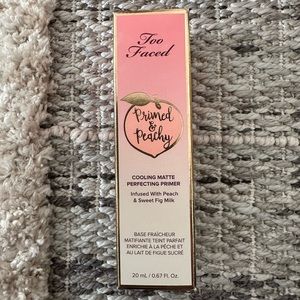 Too
Faced
Primed
&
Peachy
COOLING MATTE
PERFECTING PRIMER
Infused With Peach
& Sweet Fig Milk
BASE FRAÎCHEUR
MATIFIANTE TEINT PARFAIT
ENRICHIE À LA PÊCHE ET
AU LAIT DE FIGUE SUCRÉ
20 mL / 0.67 Fl. Oz.